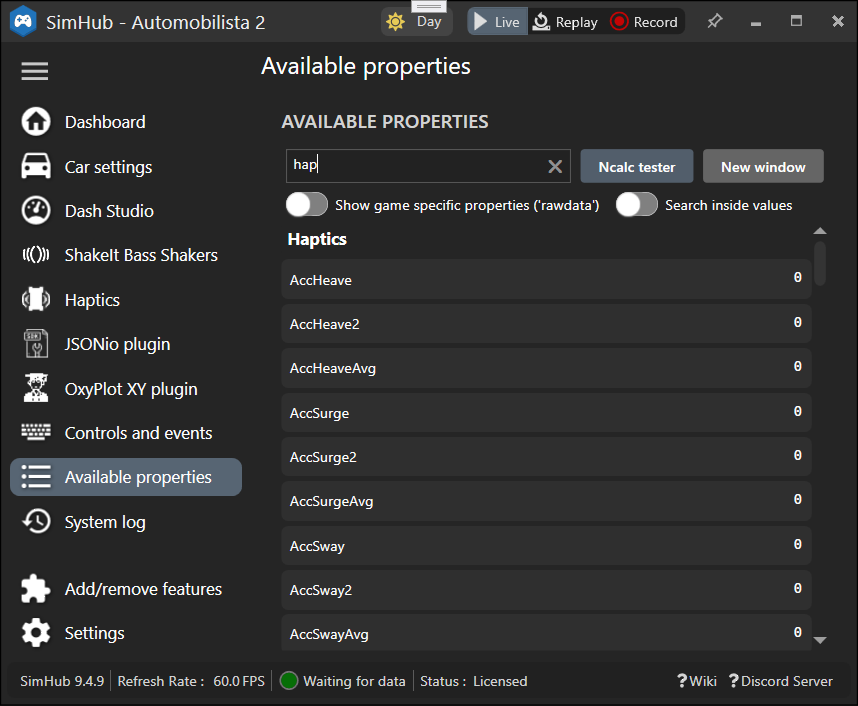 SimHub - Automobilista 2
Day
Live
Replay
Record
Available properties
Dashboard
Car settings
Dash Studio
ShakeIt Bass Shakers
Haptics
JSONio plugin
OxyPlot XY plugin
Controls and events
Available properties
System log
Add/remove features
Settings
AVAILABLE PROPERTIES
hap
Ncalc tester
New window
Show game specific properties ('rawdata')
Search inside values
Haptics
AccHeave 0
AccHeave2 0
AccHeaveAvg 0
AccSurge 0
AccSurge2 0
AccSurgeAvg 0
AccSway 0
AccSway2 0
AccSwayAvg 0
SimHub 9.4.9
Refresh Rate : 60.0 FPS
Waiting for data
Status : Licensed
?Wiki
?Discord Server